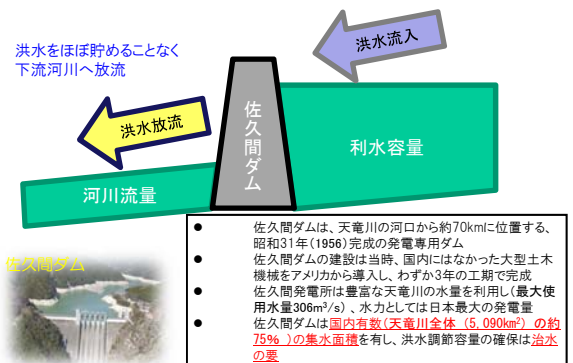 洪水をほぼ貯めることなく
下流河川へ放流
洪水流入
洪水放流
佐久間ダム
利水容量
河川流量
佐久間ダム
● 佐久間ダムは、天竜川の河口から約70kmに位置する、
昭和31年(1956)完成の発電専用ダム
● 佐久間ダムの建設は当時、国内にはなかった大型土木
機械をアメリカから導入し、わずか3年の工期で完成
● 佐久間発電所は豊富な天竜川の水量を利用し(最大使
用水量306m³/s) 、水力としては日本最大の発電量
● 佐久間ダムは国内有数(天竜川全体 (5,090km²) の約
75% )の集水面積を有し、洪水調節容量の確保は治水
の要